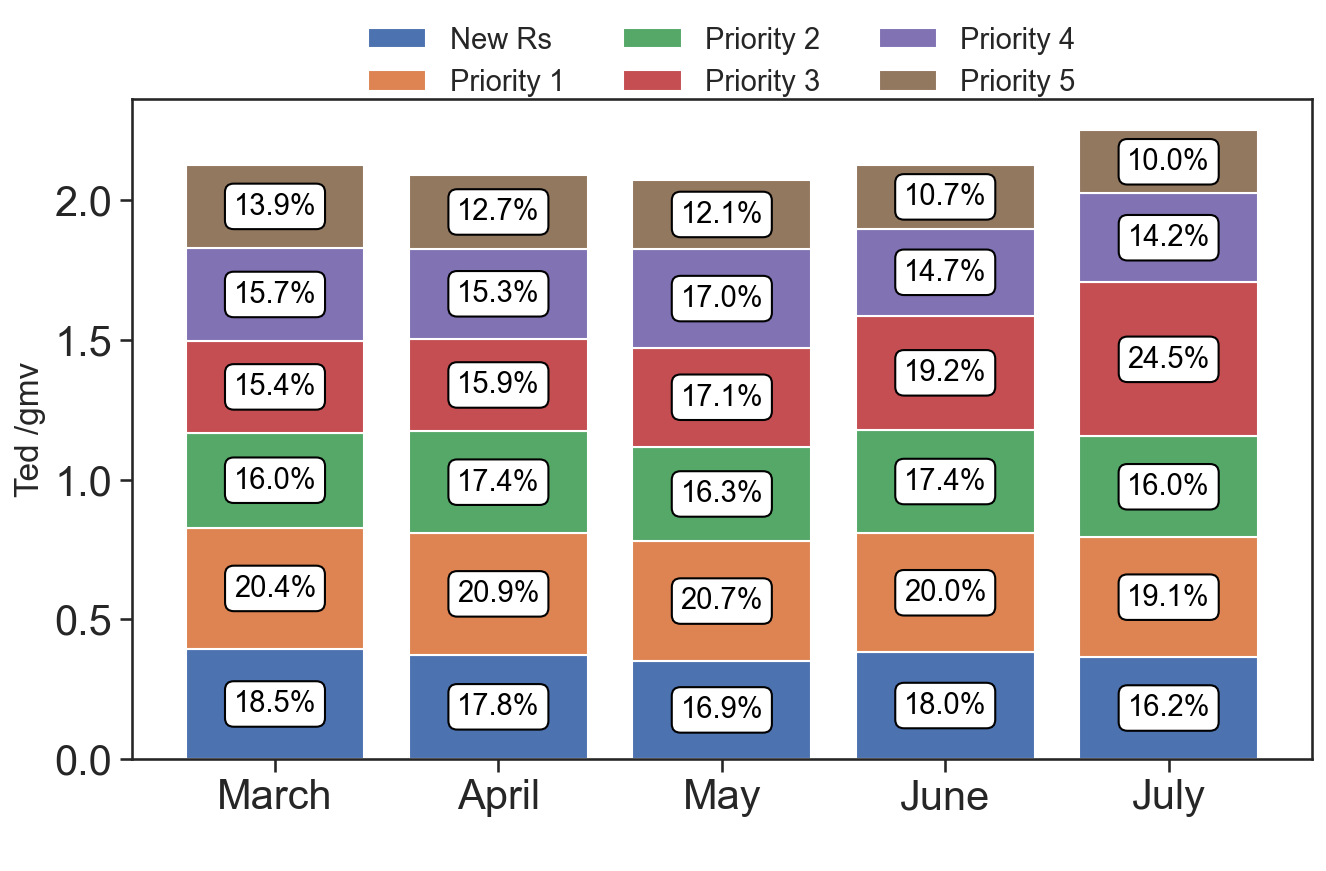 New Rs Priority 2 Priority 4
Priority 1 Priority 3 Priority 5
Ted /gmv
2.0
1.5
1.0
0.5
0.0
13.9% 12.7% 12.1% 10.7% 10.0%
15.7% 15.3% 17.0% 14.7% 14.2%
15.4% 15.9% 17.1% 19.2% 24.5%
16.0% 17.4% 16.3% 17.4% 16.0%
20.4% 20.9% 20.7% 20.0% 19.1%
18.5% 17.8% 16.9% 18.0% 16.2%
March April May June July